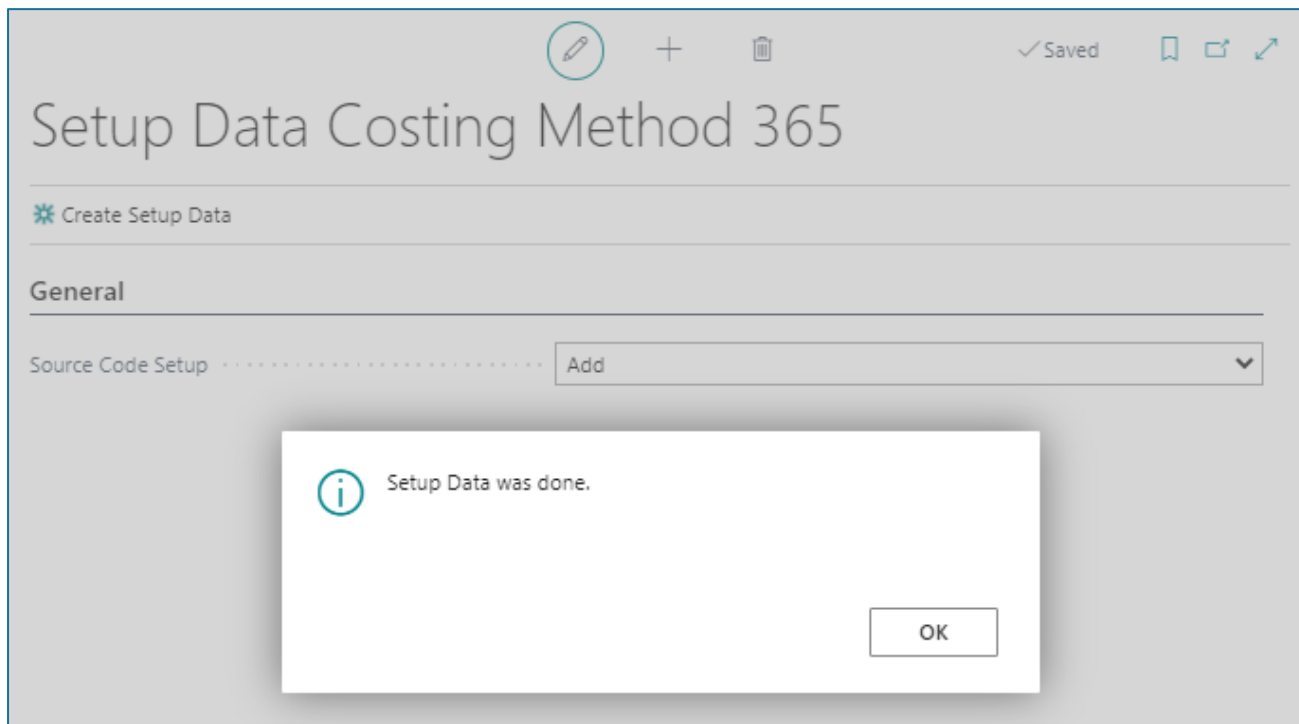 Saved
Setup Data Costing Method 365
Create Setup Data
General
Source Code Setup Add
Setup Data was done.
OK